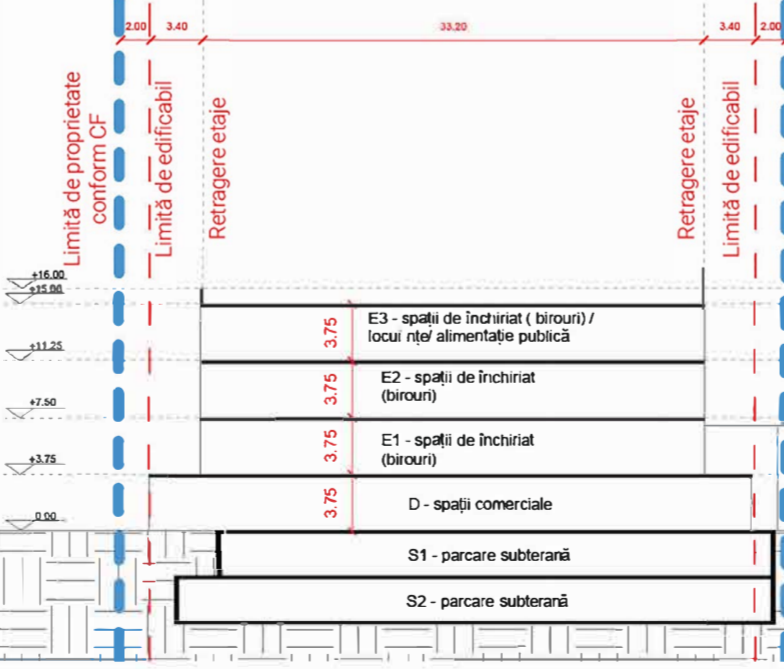 2.00
3.40
33.20
3.40
2.00
Limită de proprietate
conform CF
Limită de edificabil
Retragere etaje
Retragere etaje
Limită de edificabil
+16.00
+15.00
+11.25
+7.50
+3.75
0.00
3.75
E3 - spații de închiriat ( birouri) /
locui nțe/ alimentație publică
3.75
E2 - spații de închiriat
(birouri)
3.75
E1 - spații de închiriat
(birouri)
3.75
D - spații comerciale
S1 - parcare subterană
S2 - parcare subterană